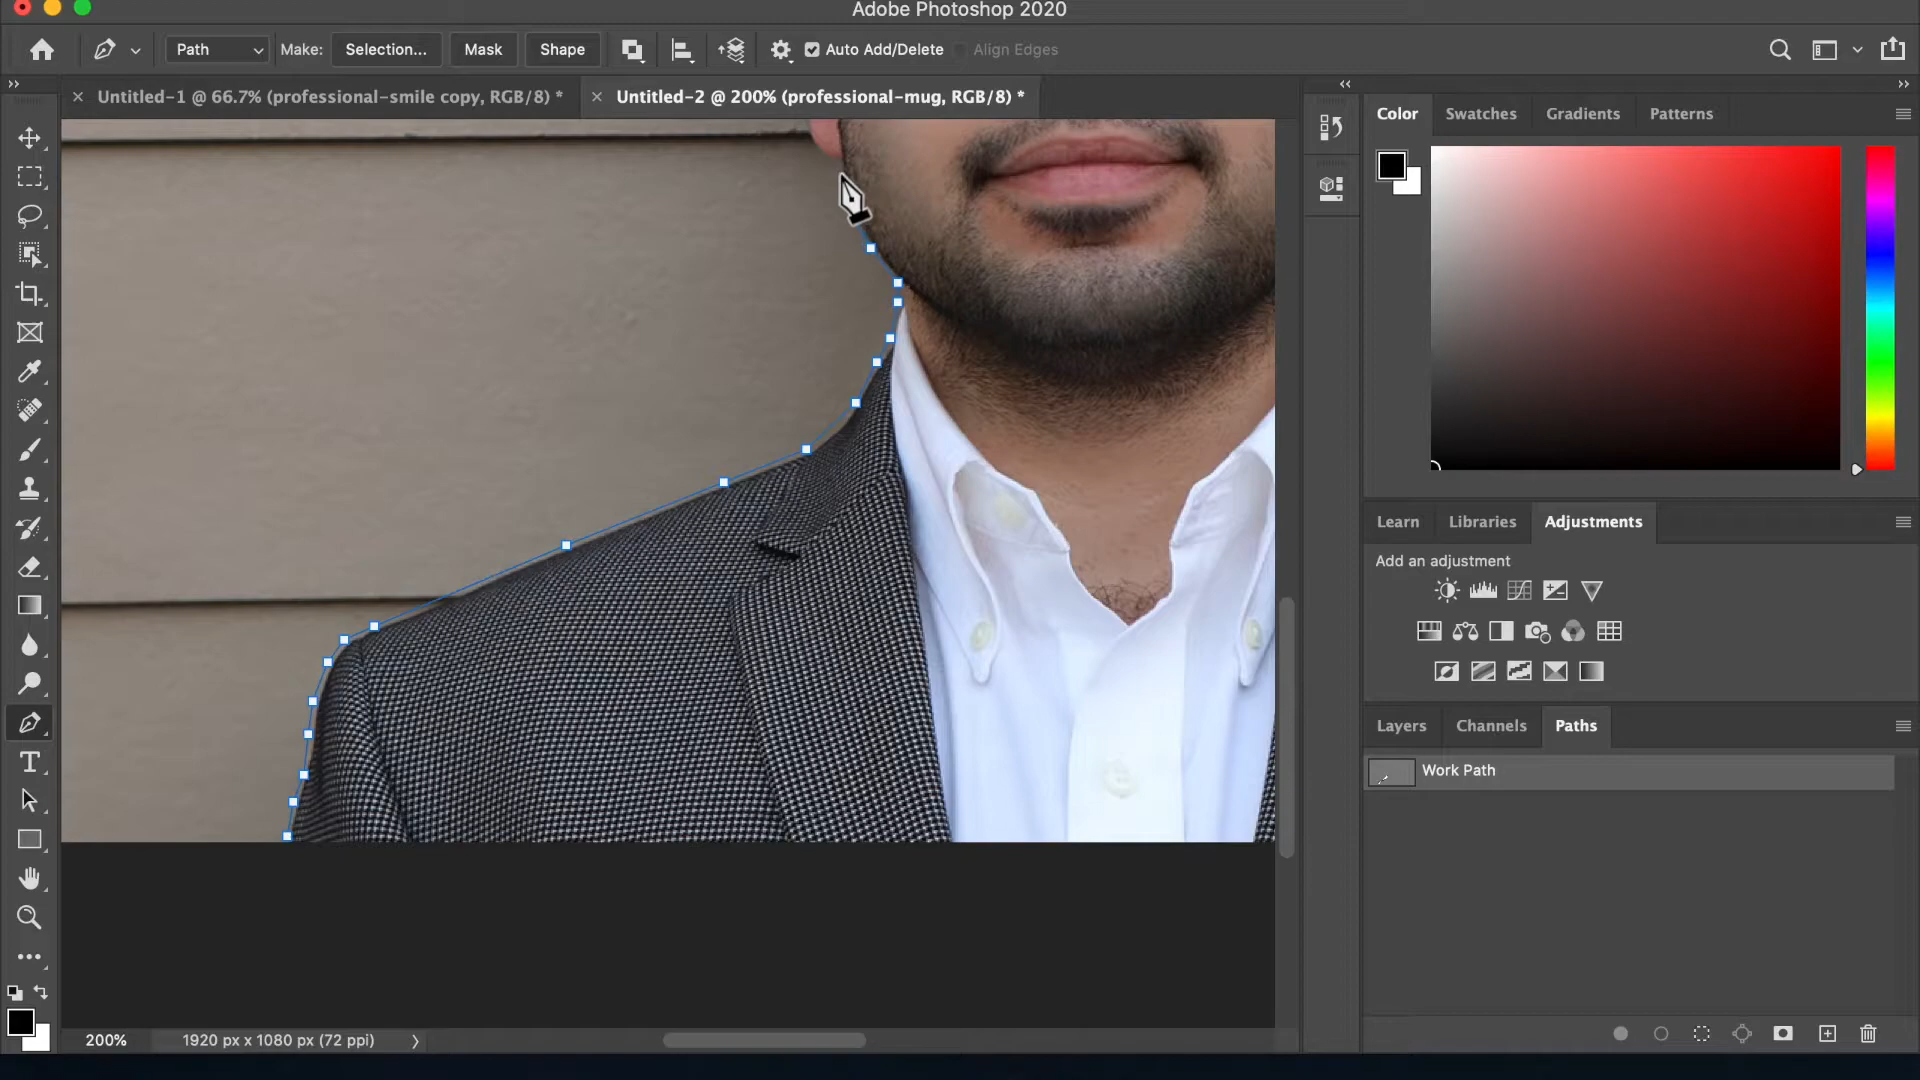 Adobe Photoshop 2020
Path
Make:
Selection...
Mask
Shape
Auto Add/Delete
Align Edges
Untitled-1 @ 66.7% (professional-smile copy, RGB/8) *
Untitled-2 @ 200% (professional-mug, RGB/8) *
Color
Swatches
Gradients
Patterns
Learn
Libraries
Adjustments
Add an adjustment
Layers
Channels
Paths
Work Path
200%
1920 px x 1080 px (72 ppi)